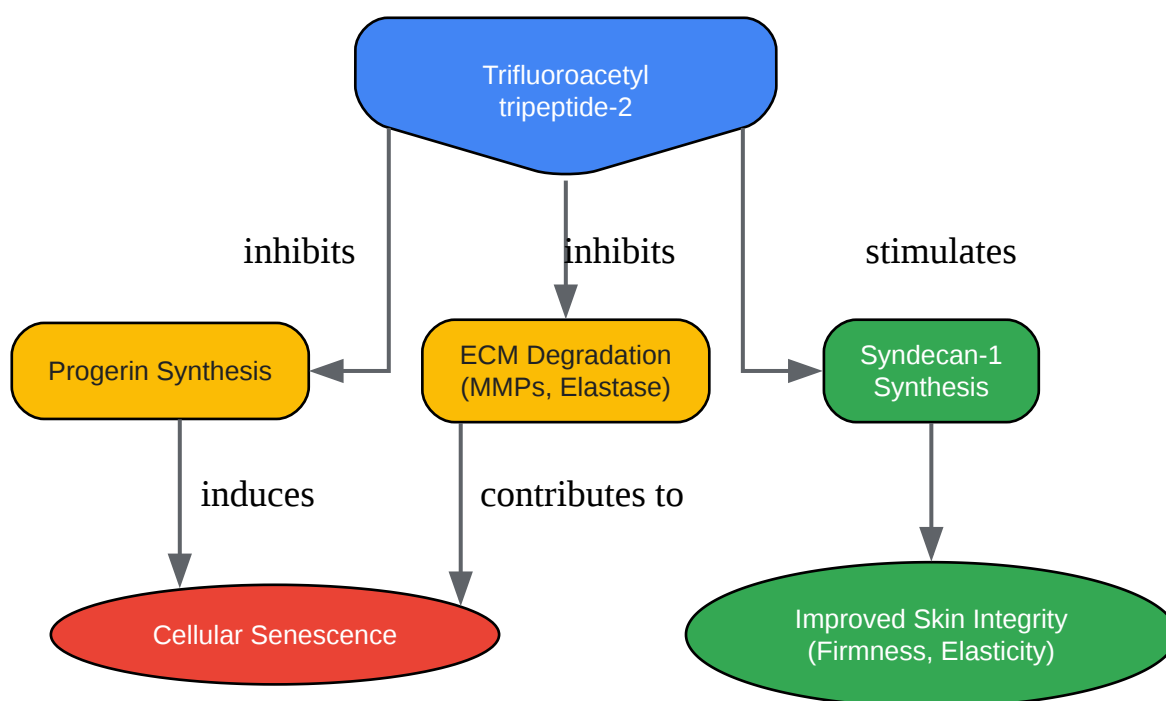 Trifluoroacetyl
tripeptide-2
inhibits
inhibits
stimulates
Progerin Synthesis
ECM Degradation
(MMPs, Elastase)
Syndecan-1
Synthesis
induces
contributes to
Cellular Senescence
Improved Skin Integrity
(Firmness, Elasticity)